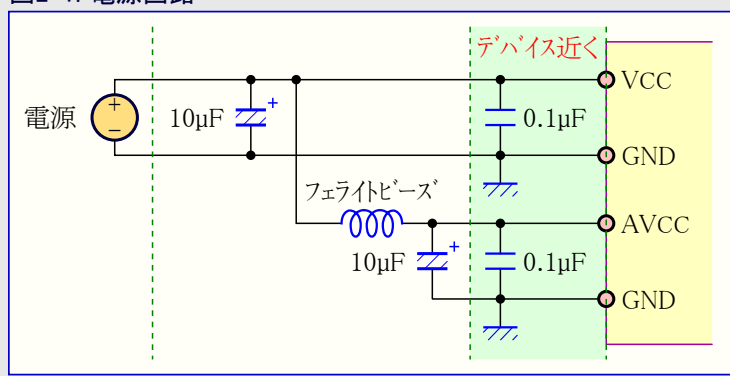 デバイス近く
VCC
電源
10µF
0.1µF
GND
フェライトビーズ
AVCC
10µF
0.1µF
GND